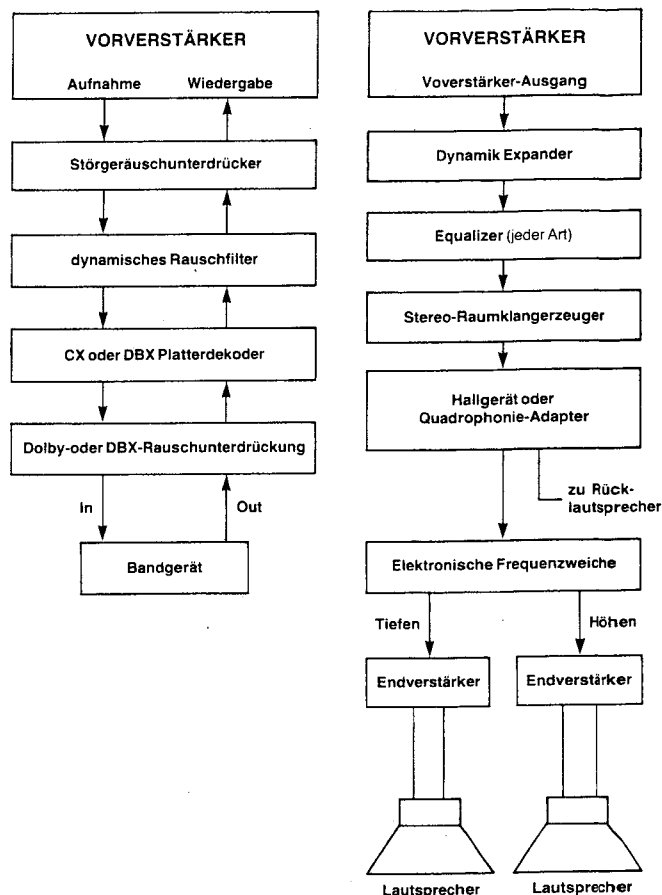 VORVERSTÄRKER
Aufnahme Wiedergabe
Störgeräuschunterdrücker
dynamisches Rauschfilter
CX oder DBX Platterdekoder
Dolby-oder DBX-Rauschunterdrückung
In Out
Bandgerät
VORVERSTÄRKER
Voverstärker-Ausgang
Dynamik Expander
Equalizer (jeder Art)
Stereo-Raumklangerzeuger
Hallgerät oder
Quadrophonie-Adapter
zu Rück-
lautsprecher
Elektronische Frequenzweiche
Tiefen Höhen
Endverstärker Endverstärker
Lautsprecher Lautsprecher